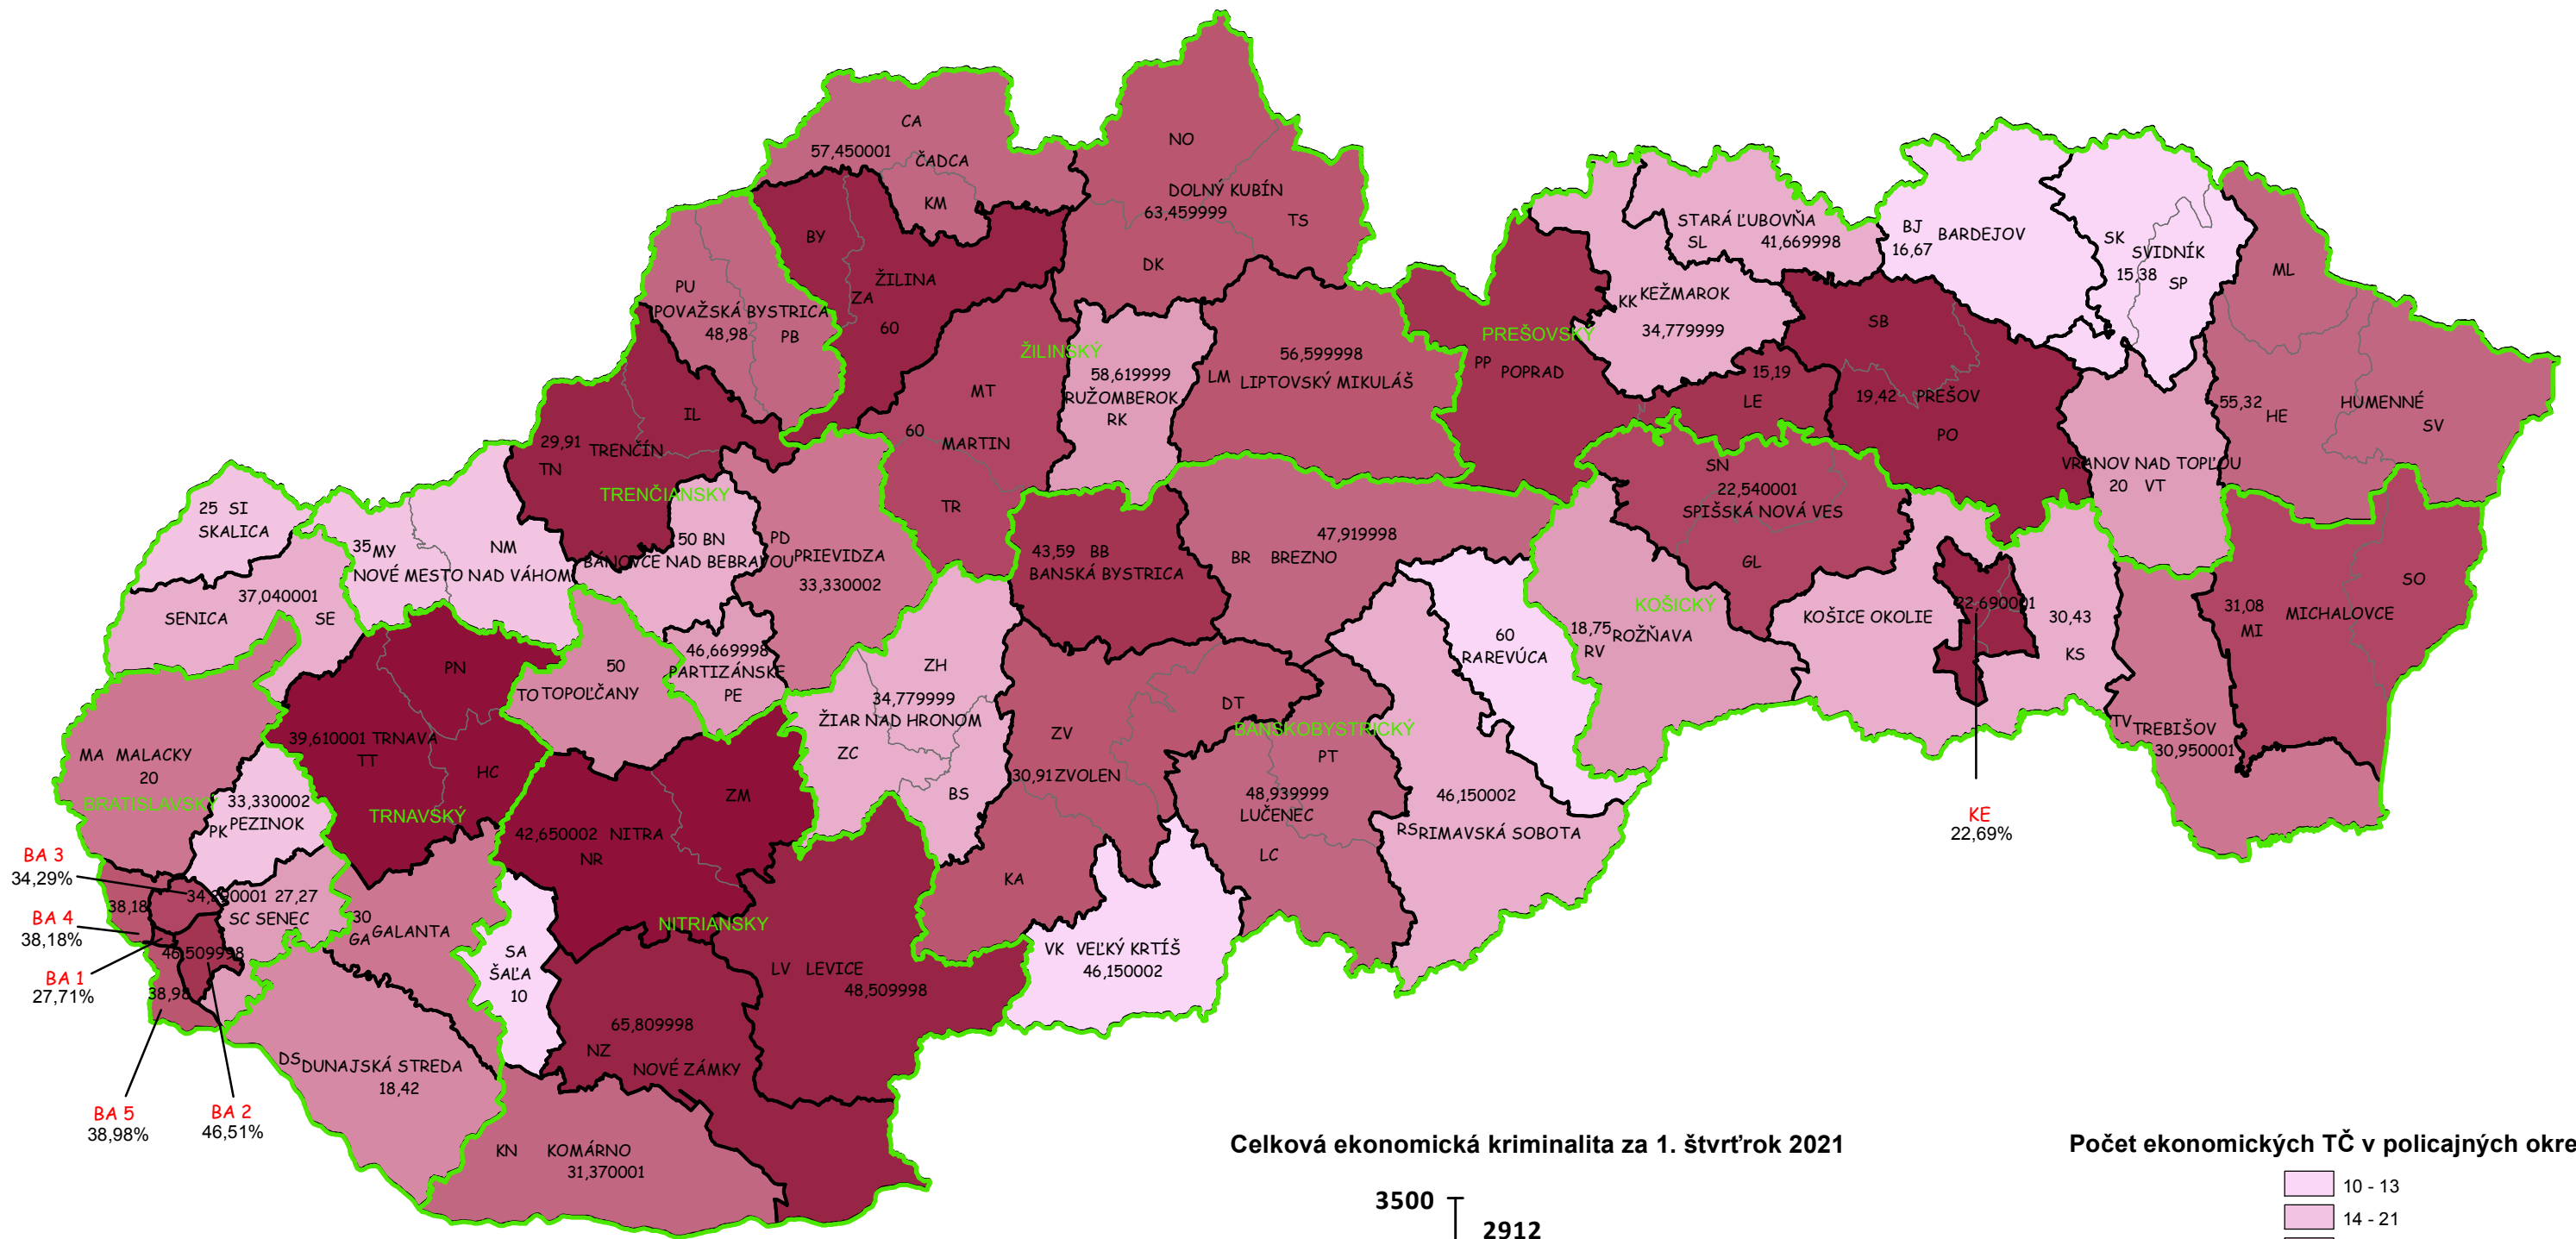 CA
57,450001
ČADCA
KM
NO
DOLNÝ KUBÍN
63,459999
TS
DK
BY
ŽILINA
ZA
60
PU
POVAŽSKÁ BYSTRICA
48,98
PB
ŽILINSKÝ
MT
60
MARTIN
TR
58,619999
RUŽOMBEROK
RK
56,599998
LM
LIPTOVSKÝ MIKULÁŠ
STARÁ ĽUBOVŇA
SL
41,669998
KK
KEŽMAROK
34,779999
PREŠOVSKÝ
PP
POPRAD
15,19
LE
BJ
BARDEJOV
16,67
SK
SVIDNÍK
15,38
SP
SB
19,42
PREŠOV
PO
ML
55,32
HE
HUMENNÉ
SV
VRANOV NAD TOPĽOU
20
VT
IL
29,91
TRENČÍN
TN
TRENČIANSKY
25
SI
SKALICA
35
MY
NM
NOVÉ MESTO NAD VÁHOM
50
BN
BÁNOVCE NAD BEBRAVOU
PD
PRIEVIDZA
33,330002
37,040001
SENICA
SE
46,669998
PARTIZÁNSKE
PE
43,59
BB
BANSKÁ BYSTRICA
47,919998
BR
BREZNO
SN
22,540001
SPIŠSKÁ NOVÁ VES
GL
KOŠICKÝ
18,75
ROŽŇAVA
RV
KOŠICE OKOLIE
22,690001
30,43
KS
SO
31,08
MICHALOVCE
MI
TV
TREBIŠOV
30,950001
KE
22,69%
60
RA
REVÚCA
PN
39,610001
TRNAVA
TT
HC
TRNAVSKÝ
50
TO
TOPOĽČANY
ZH
34,779999
ŽIAR NAD HRONOM
ZC
BS
DT
BANSKOBYSTRICKÝ
ZV
30,91
ZVOLEN
KA
PT
48,939999
LUČENEC
LC
46,150002
RS
RIMAVSKÁ SOBOTA
MA
MALACKY
20
BRATISLAVSKÝ
33,330002
PEZINOK
PK
ZM
42,650002
NITRA
NR
NITRIANSKY
BA 3
34,29%
27,27
SC
SENEC
38,18
BA 4
38,18%
46,509998
BA 1
27,71%
38,98
BA 5
38,98%
BA 2
46,51%
30
GA
GALANTA
SA
ŠAĽA
10
VK
VEĽKÝ KRTÍŠ
46,150002
LV
LEVICE
48,509998
65,809998
NZ
NOVÉ ZÁMKY
DS
DUNAJSKÁ STREDA
18,42
KN
KOMÁRNO
31,370001
Celková ekonomická kriminalita za 1. štvrťrok 2021
3500
2912
Počet ekonomických TČ v policajných okre
10 - 13
14 - 21